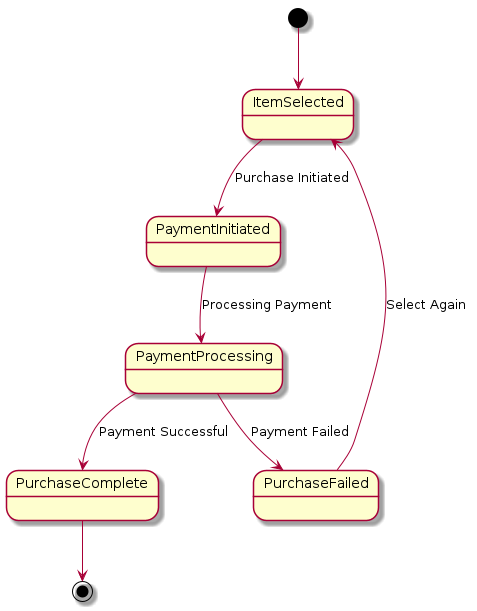 ItemSelected
Purchase Initiated
PaymentInitiated
Processing Payment
Select Again
PaymentProcessing
Payment Successful
Payment Failed
PurchaseComplete
PurchaseFailed